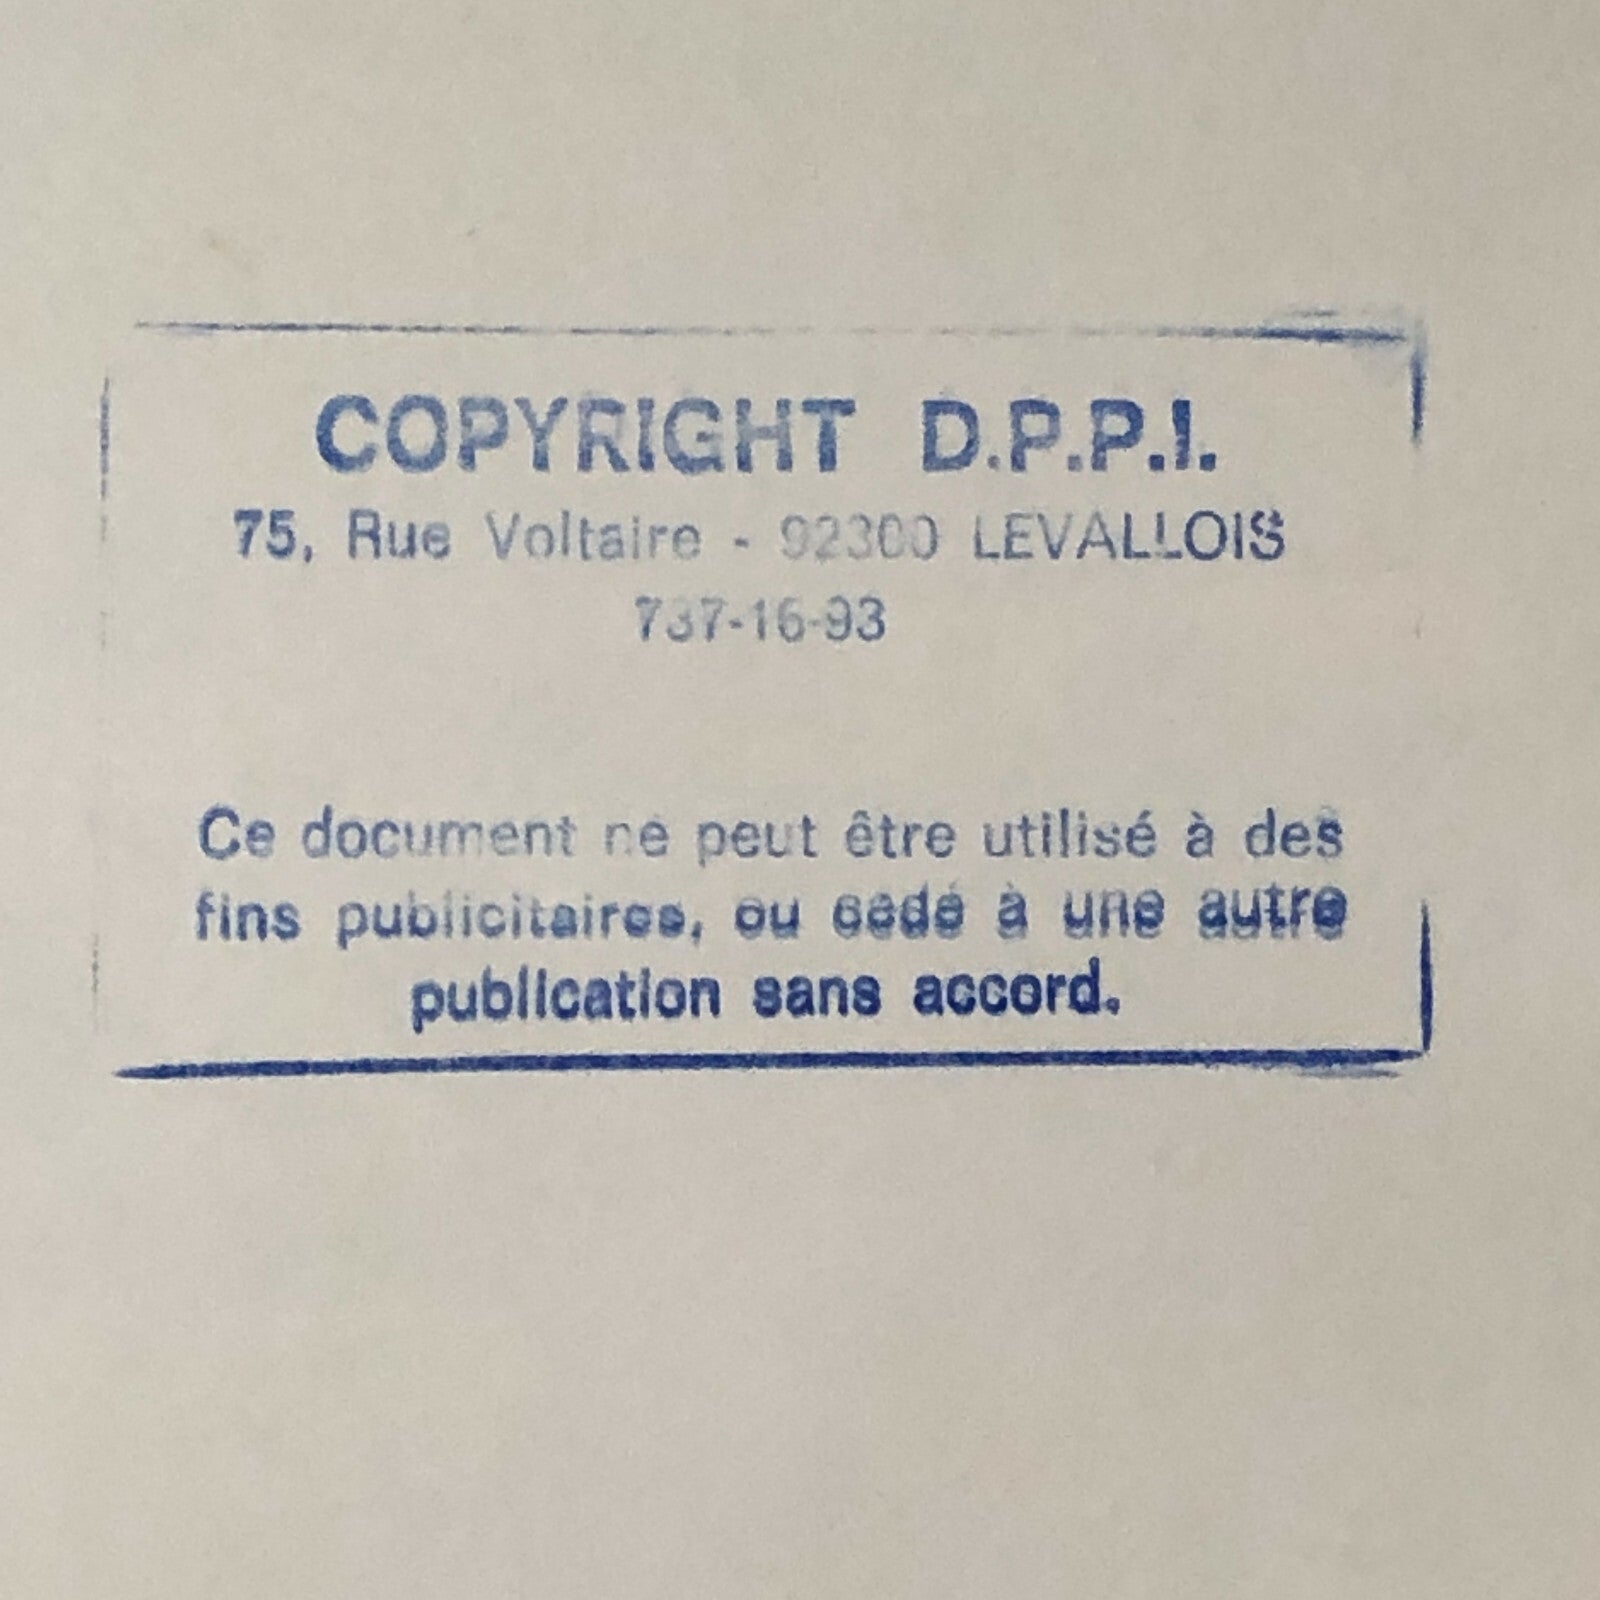 COPYRIGHT D.P.P.I.
75, Rue Voltaire - 92300 LEVALLOIS
737-16-93
Ce document ne peut être utilisé à des
fins publicitaires, ou cédé à une autre
publication sans accord.